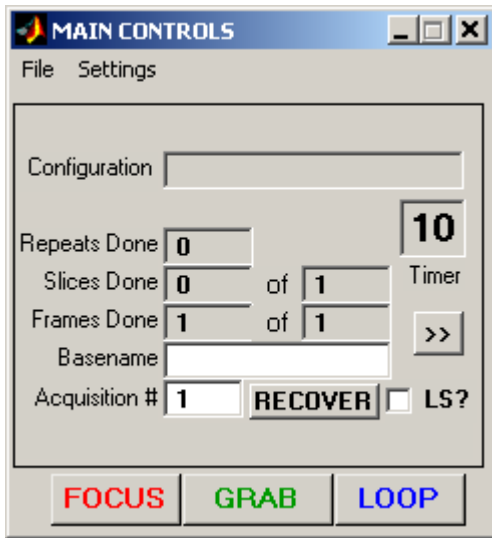 MAIN CONTROLS
File Settings
Configuration
10
Repeats Done 0
Slices Done 0 of 1 Timer
Frames Done 1 of 1 >>
Basename
Acquisition # 1 RECOVER LS?
FOCUS GRAB LOOP